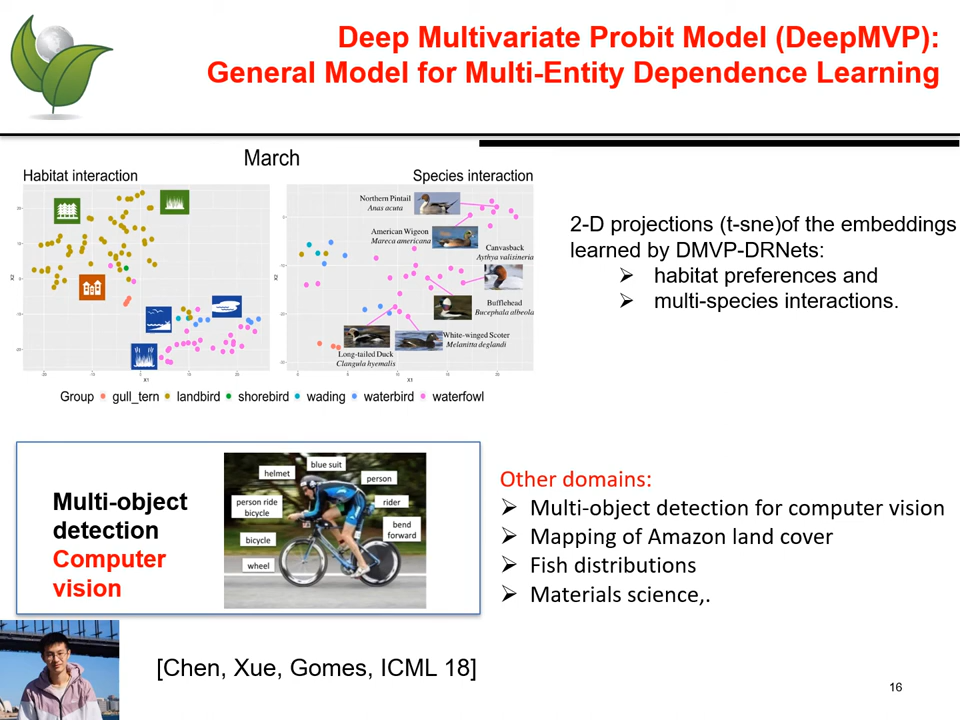 Deep Multivariate Probit Model (DeepMVP):
General Model for Multi-Entity Dependence Learning
March
Habitat interaction
Species interaction
Northern Pintail
Anas acuta
American Wigeon
Mareca americana
Canvasback
Aythya valisineria
Bufflehead
Bucephala albeola
White-winged Scoter
Melanitta deglandi
Long-tailed Duck
Clangula hyemalis
X2
X1
X2
Group gull_tern landbird shorebird wading waterbird waterfowl
2-D projections (t-sne)of the embeddings
learned by DMVP-DRNets:
➢ habitat preferences and
➢ multi-species interactions.
Multi-object
detection
Computer
vision
helmet
blue suit
person
person ride
bicycle
rider
bicycle
bend
forward
wheel
Other domains:
➢ Multi-object detection for computer vision
➢ Mapping of Amazon land cover
➢ Fish distributions
➢ Materials science,.
[Chen, Xue, Gomes, ICML 18]
16